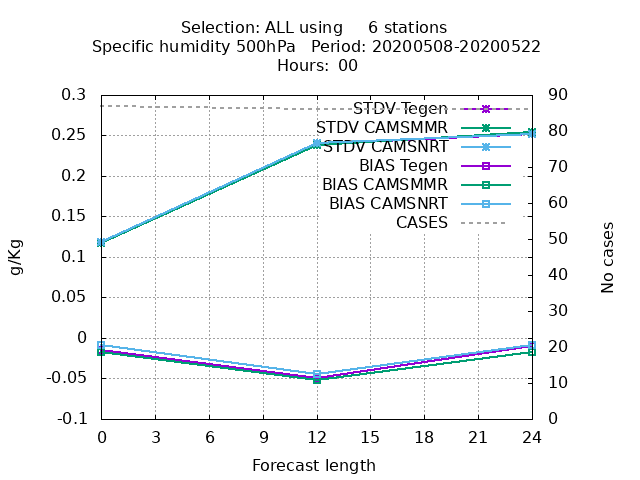 Selection: ALL using     6 stations
Specific humidity 500hPa   Period: 20200508-20200522
Hours: 00
0.3
0.25
0.2
0.15
0.1
0.05
0
-0.05
-0.1
g/Kg
STDV Tegen
STDV CAMSMMR
STDV CAMSNRT
BIAS Tegen
BIAS CAMSMMR
BIAS CAMSNRT
CASES
90
80
70
60
50
40
30
20
10
0
No cases
0 3 6 9 12 15 18 21 24
Forecast length